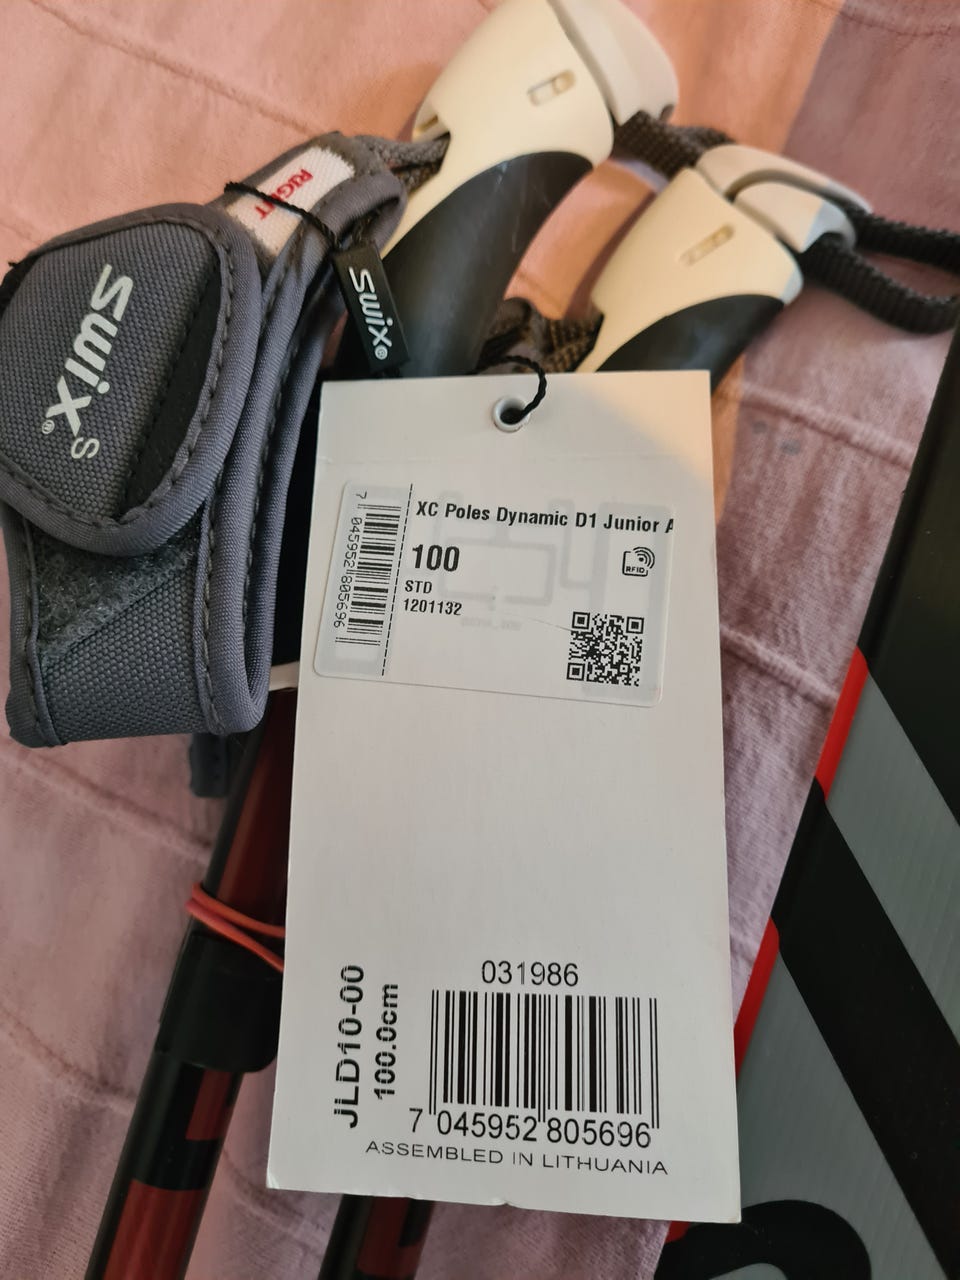 RIGHT
Swix®
S
Swix®
XC Poles Dynamic D1 Junior A
100
STD
1201132
RFID
7 045952 805696
031986
JLD10-00
100.0cm
7 045952 805696
ASSEMBLED IN LITHUANIA